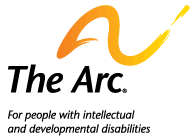 The Arc®
For people with intellectual
and developmental disabilities